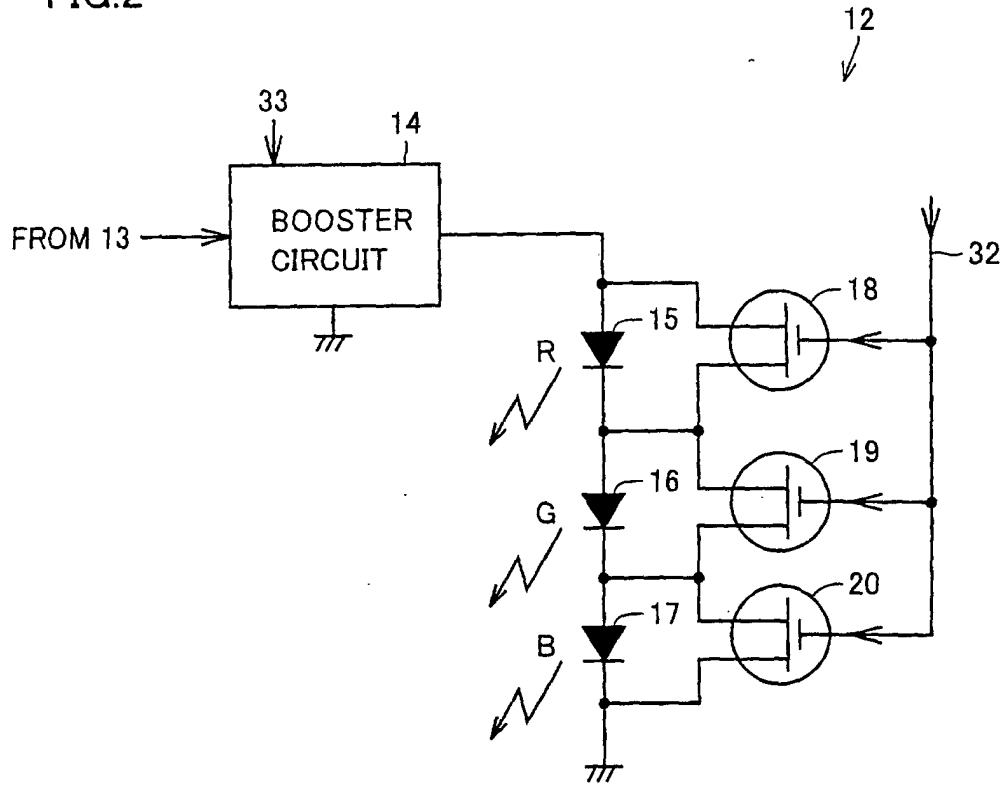 FIG.2
12
33
14
BOOSTER
CIRCUIT
FROM 13
32
18
15
R
19
16
G
20
17
B